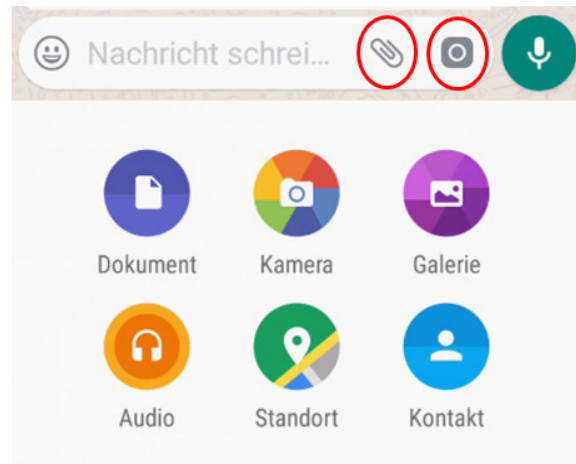 Nachricht schrei...
Dokument Kamera Galerie
Audio Standort Kontakt